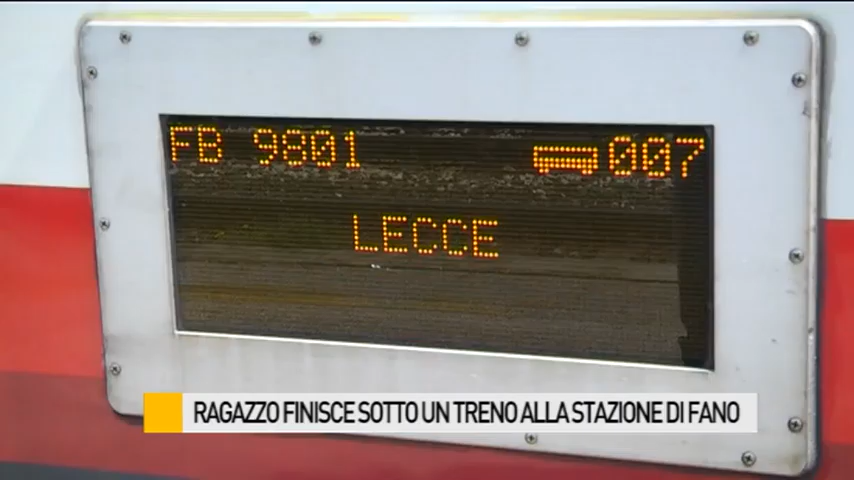 FB 9801 007
LECCE
RAGAZZO FINISCE SOTTO UN TRENO ALLA STAZIONE DI FANO